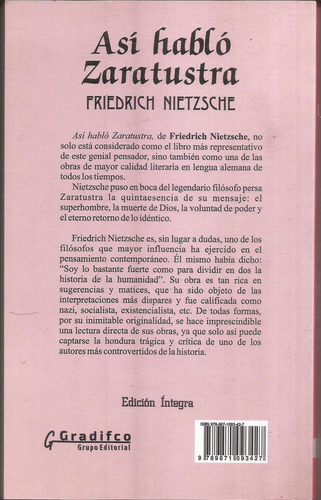 Así habló
Zaratustra
FRIEDRICH NIETZSCHE
Así habló Zaratustra, de Friedrich Nietzsche, no
solo está considerado como el libro más representativo
de este genial pensador, sino también como una de las
obras de mayor calidad literaria en lengua alemana de
todos los tiempos.
Nietzsche puso en boca del legendario filósofo persa
Zaratustra la quintaesencia de su mensaje: el
superhombre, la muerte de Dios, la voluntad de poder y
el eterno retorno de lo idéntico.
Friedrich Nietzsche es, sin lugar a dudas, uno de los
filósofos que mayor influencia ha ejercido en el
pensamiento contemporáneo. Él mismo había dicho:
"Soy lo bastante fuerte como para dividir en dos la
historia de la humanidad". Su obra es tan rica en
sugerencias y matices, que ha sido objeto de las
interpretaciones más dispares y fue calificada como
nazi, socialista, existencialista, etc. De todas formas,
por su inimitable originalidad, se hace imprescindible
una lectura directa de sus obras, ya que solo así puede
captarse la hondura trágica y crítica de uno de los
autores más controvertidos de la historia.
Edición Íntegra
Gradifco
Grupo Editorial
ISBN 978-987-1093-42-7
9789871093427